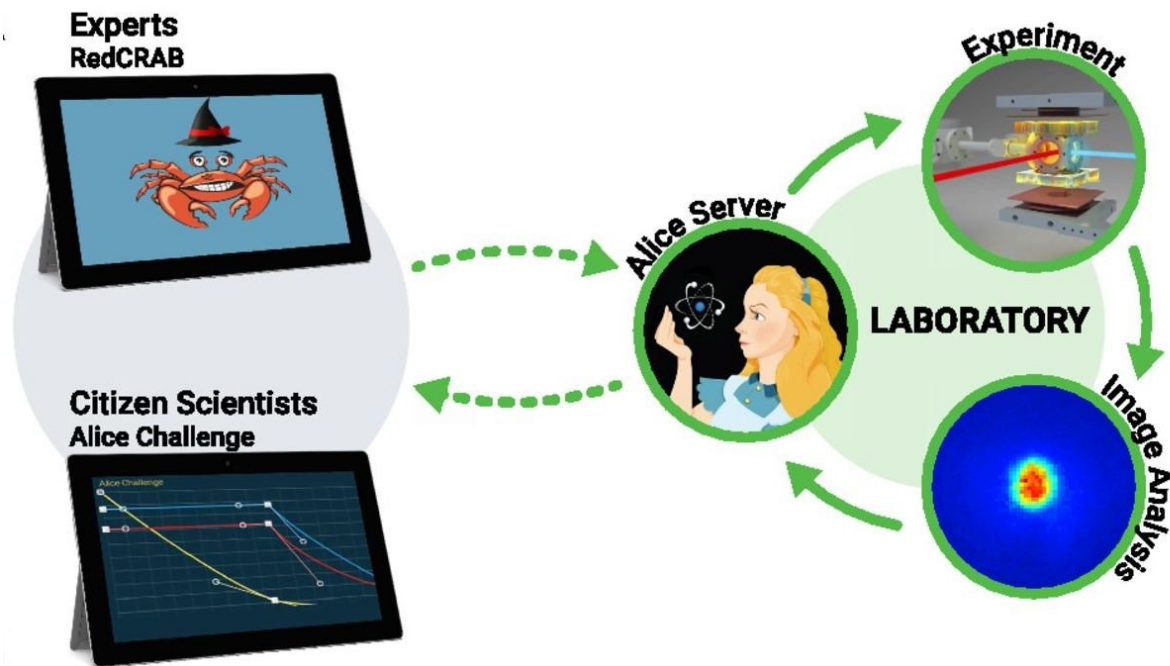 Experts
RedCRAB
Citizen Scientists
Alice Challenge
Alice Challenge
Alice Server
Experiment
LABORATORY
Image Analysis